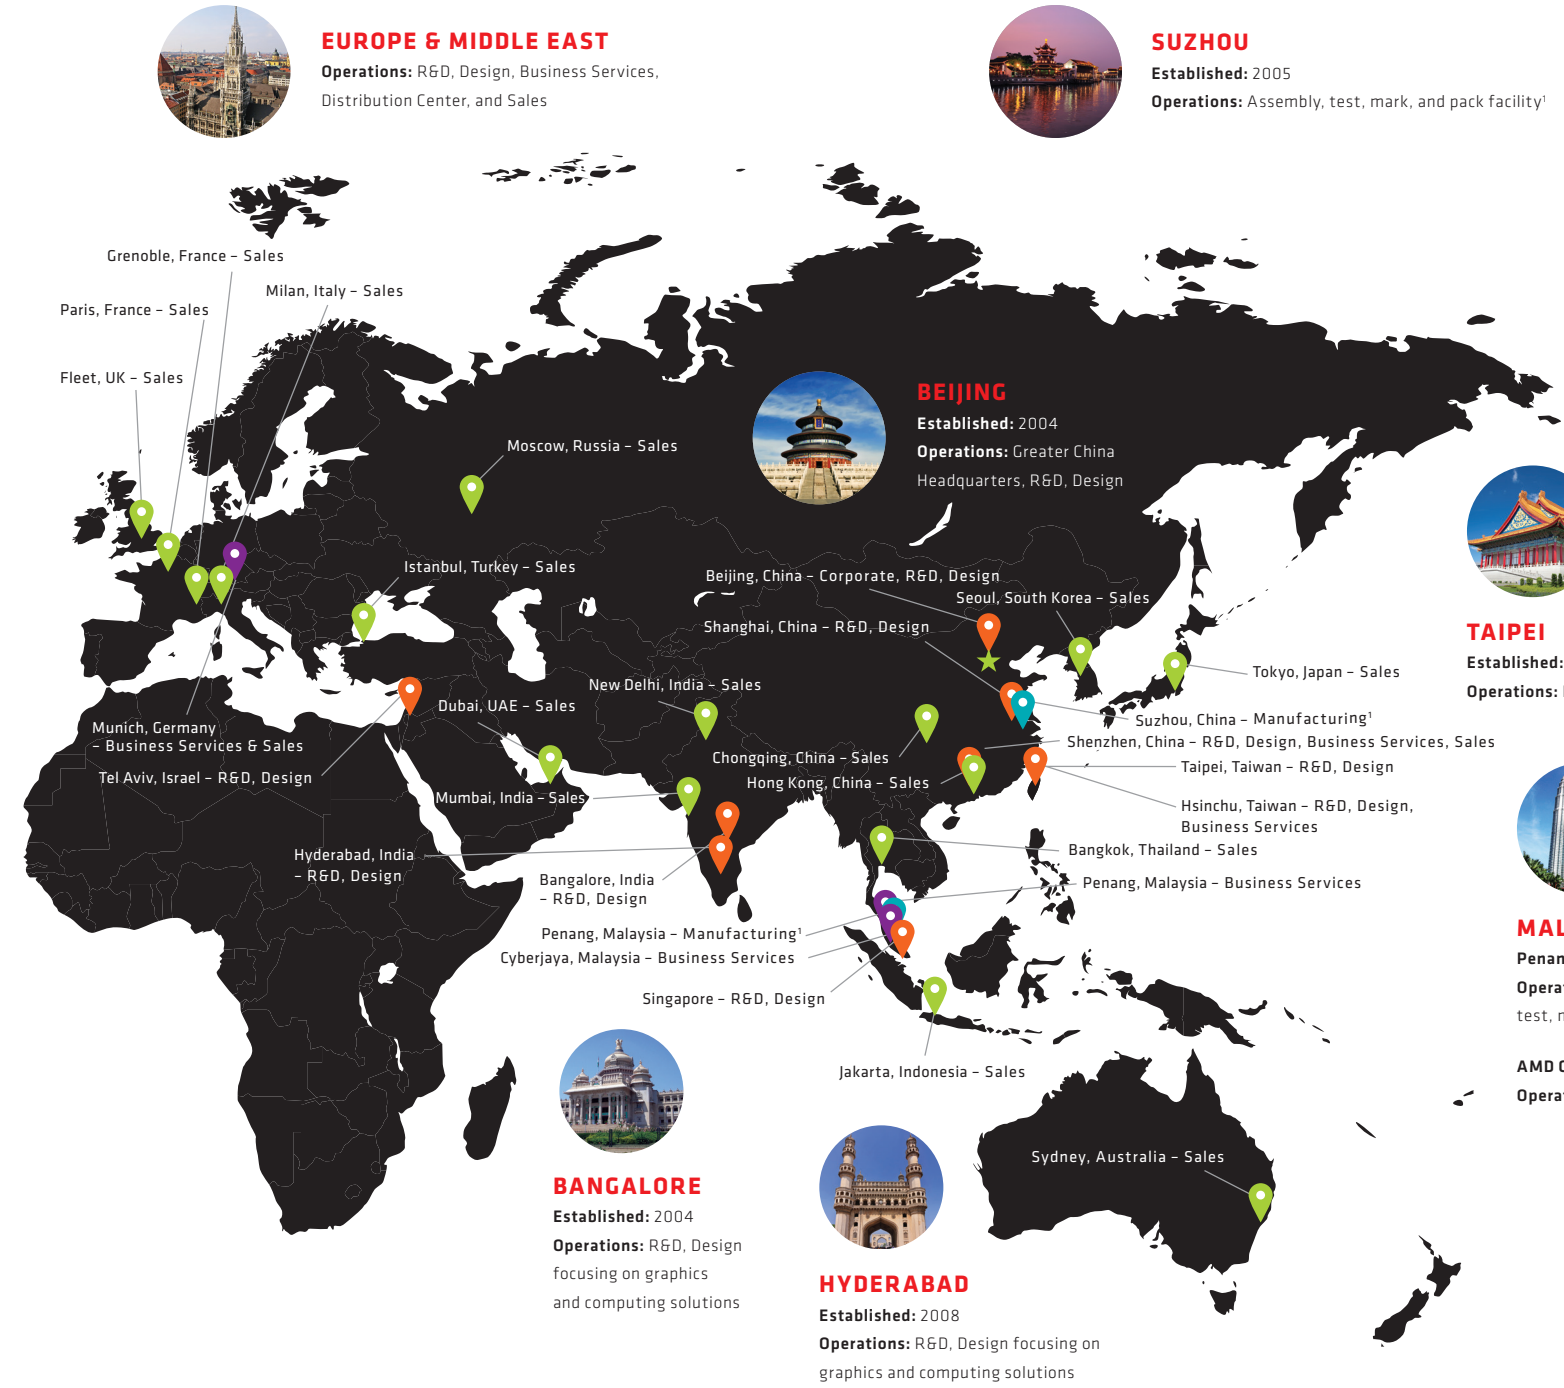 EUROPE & MIDDLE EAST
Operations: R&D, Design, Business Services,
Distribution Center, and Sales
SUZHOU
Established: 2005
Operations: Assembly, test, mark, and pack facility¹
Grenoble, France – Sales
Milan, Italy – Sales
Paris, France – Sales
Fleet, UK – Sales
Moscow, Russia – Sales
BEIJING
Established: 2004
Operations: Greater China
Headquarters, R&D, Design
Istanbul, Turkey – Sales
Beijing, China – Corporate, R&D, Design
Seoul, South Korea – Sales
Shanghai, China – R&D, Design
TAIPEI
Established:
Operations:
Tokyo, Japan – Sales
New Delhi, India – Sales
Dubai, UAE – Sales
Munich, Germany
– Business Services & Sales
Suzhou, China – Manufacturing¹
Shenzhen, China – R&D, Design, Business Services, Sales
Chongqing, China – Sales
Taipei, Taiwan – R&D, Design
Tel Aviv, Israel – R&D, Design
Hong Kong, China – Sales
Mumbai, India – Sales
Hsinchu, Taiwan – R&D, Design,
Business Services
Hyderabad, India
– R&D, Design
Bangkok, Thailand – Sales
Bangalore, India
– R&D, Design
Penang, Malaysia – Business Services
Penang, Malaysia – Manufacturing¹
Cyberjaya, Malaysia – Business Services
Singapore – R&D, Design
MAL
Penan
Opera
test, m
AMD C
Opera
Jakarta, Indonesia – Sales
Sydney, Australia – Sales
BANGALORE
Established: 2004
Operations: R&D, Design
focusing on graphics
and computing solutions
HYDERABAD
Established: 2008
Operations: R&D, Design focusing on
graphics and computing solutions